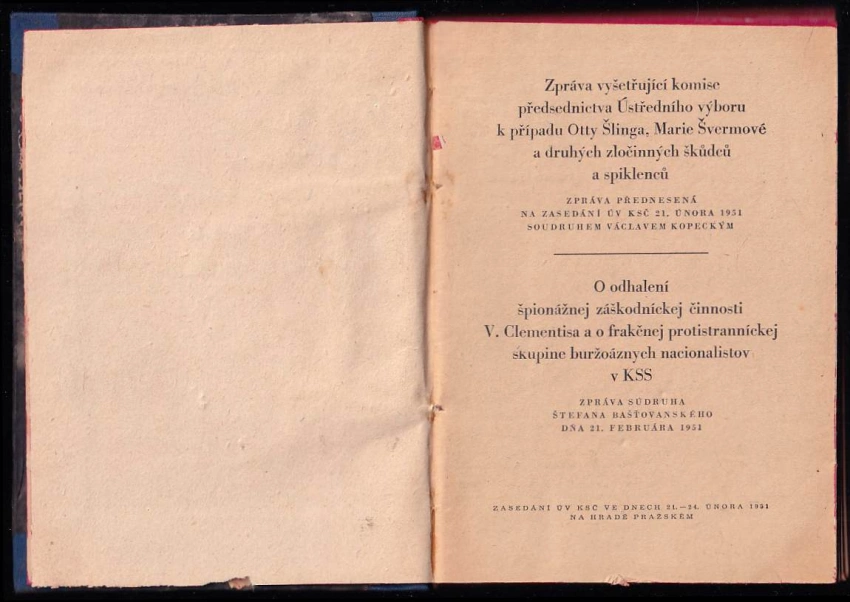 Zpráva vyšetřující komise
předsednictva Ústředního výboru
k případu Otty Šlinga, Marie Švermové
a druhých zločinných škůdců
a spiklenců
ZPRÁVA PŘEDNESENÁ
NA ZASEDÁNÍ ÚV KSČ 21. ÚNORA 1951
SOUDRUHEM VÁCLAVEM KOPECKÝM
O odhalení
špionážnej záškodníckej činnosti
V. Clementisa a o frakčnej protistranníckej
skupine buržoáznych nacionalistov
v KSS
ZPRÁVA SÚDRUHA
ŠTEFANA BAŠŤOVANSKÉHO
DŇA 21. FEBRUÁRA 1951
ZASEDÁNÍ ÚV KSČ VE DNECH 21.—24. ÚNORA 1951
NA HRADĚ PRAŽSKÉM